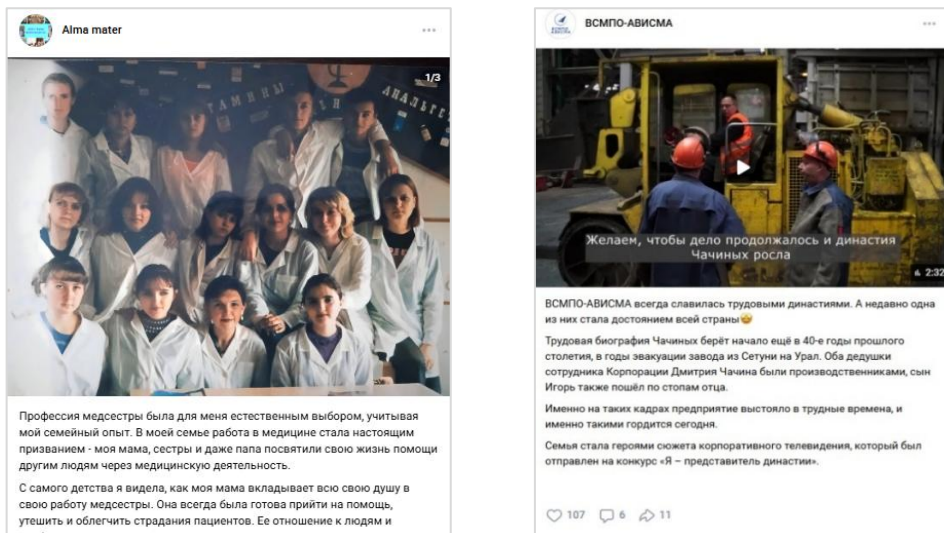 Alma mater
1/3
Профессия медсестры была для меня естественным выбором, учитывая
мой семейный опыт. В моей семье работа в медицине стала настоящим
призванием - моя мама, сестры и даже папа посвятили свою жизнь помощи
другим людям через медицинскую деятельность.
С самого детства я видела, как моя мама вкладывает всю свою душу в
свою работу медсестры. Она всегда была готова прийти на помощь,
утешить и облегчить страдания пациентов. Ее отношение к людям и
ВСМПО-АВИСМА
Желаем, чтобы дело продолжалось и династия
Чачиных росла
2:32
ВСМПО-АВИСМА всегда славилась трудовыми династиями. А недавно одна
из них стала достоянием всей страны🤩
Трудовая биография Чачиных берёт начало ещё в 40-е годы прошлого
столетия, в годы эвакуации завода из Сетуни на Урал. Оба дедушки
сотрудника Корпорации Дмитрия Чачина были производственниками, сын
Игорь также пошёл по стопам отца.
Именно на таких кадрах предприятие выстояло в трудные времена, и
именно такими гордится сегодня.
Семья стала героями сюжета корпоративного телевидения, который был
отправлен на конкурс «Я – представитель династии».
107 6 11